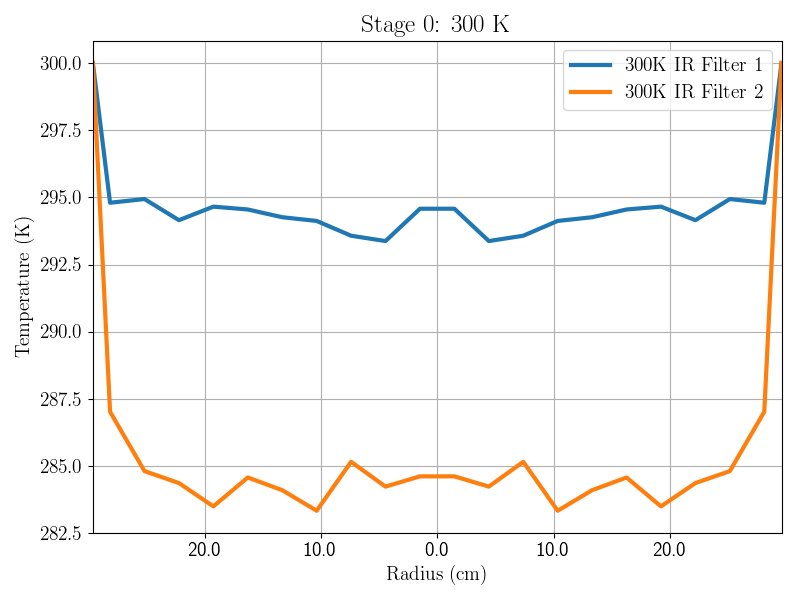 Stage 0: 300 K
300K IR Filter 1
300K IR Filter 2
Temperature (K)
300.0
297.5
295.0
292.5
290.0
287.5
285.0
282.5
20.0 10.0 0.0 10.0 20.0
Radius (cm)